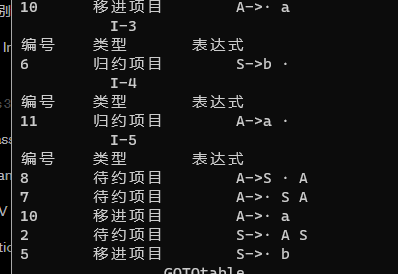 10 移进项目 A->· a
I-3
编号 类型 表达式
6 归约项目 S->b ·
I-4
编号 类型 表达式
11 归约项目 A->a ·
I-5
编号 类型 表达式
8 待约项目 A->S · A
7 待约项目 A->· S A
10 移进项目 A->· a
2 待约项目 S->· A S
5 移进项目 S->· b
GOTOtable